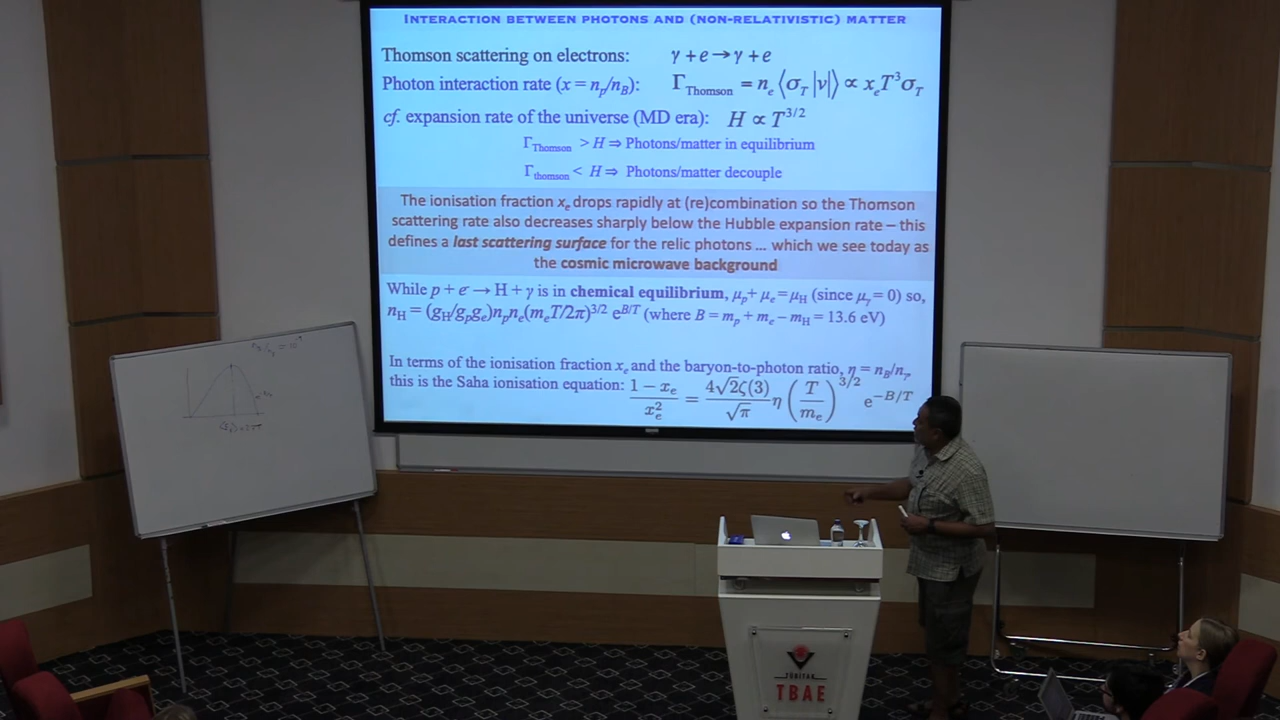 INTERACTION BETWEEN PHOTONS AND (NON-RELATIVISTIC) MATTER
Thomson scattering on electrons: γ + e → γ + e
Photon interaction rate (x = n_p/n_B): Γ_Thomson = n_e ⟨σ_T |v|⟩ ∝ x_e T³ σ_T
cf. expansion rate of the universe (MD era): H ∝ T^{3/2}
Γ_Thomson > H ⇒ Photons/matter in equilibrium
Γ_thomson < H ⇒ Photons/matter decouple
The ionisation fraction x_e drops rapidly at (re)combination so the Thomson
scattering rate also decreases sharply below the Hubble expansion rate – this
defines a last scattering surface for the relic photons ... which we see today as
the cosmic microwave background
While p + e⁻ → H + γ is in chemical equilibrium, μ_p + μ_e = μ_H (since μ_γ = 0) so,
n_H = (g_H/g_p g_e) n_p n_e (m_e T/2π)^{3/2} e^{B/T} (where B = m_p + m_e – m_H = 13.6 eV)
In terms of the ionisation fraction x_e and the baryon-to-photon ratio, η = n_B/n_γ,
this is the Saha ionisation equation: (1 − x_e)/x_e² = (4√2ζ(3)/√π) η (T/m_e)^{3/2} e^{−B/T}
TÜBİTAK
TBAE